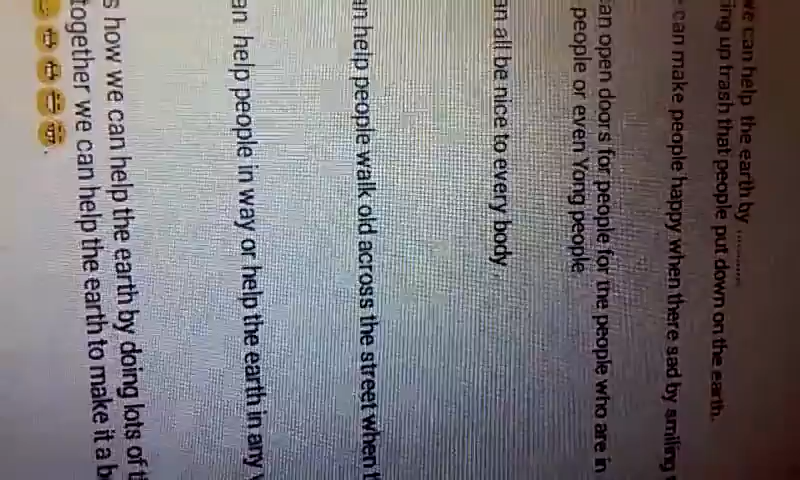 we can help the earth by .........
ing up trash that people put down on the earth.
can make people happy when there sad by smiling
an open doors for people for the people who are in
people or even Yong people
an all be nice to every body
an help people walk old across the street when
en help people in way or help the earth in any
s how we can help the earth by doing lots of
together we can help the earth to make it a